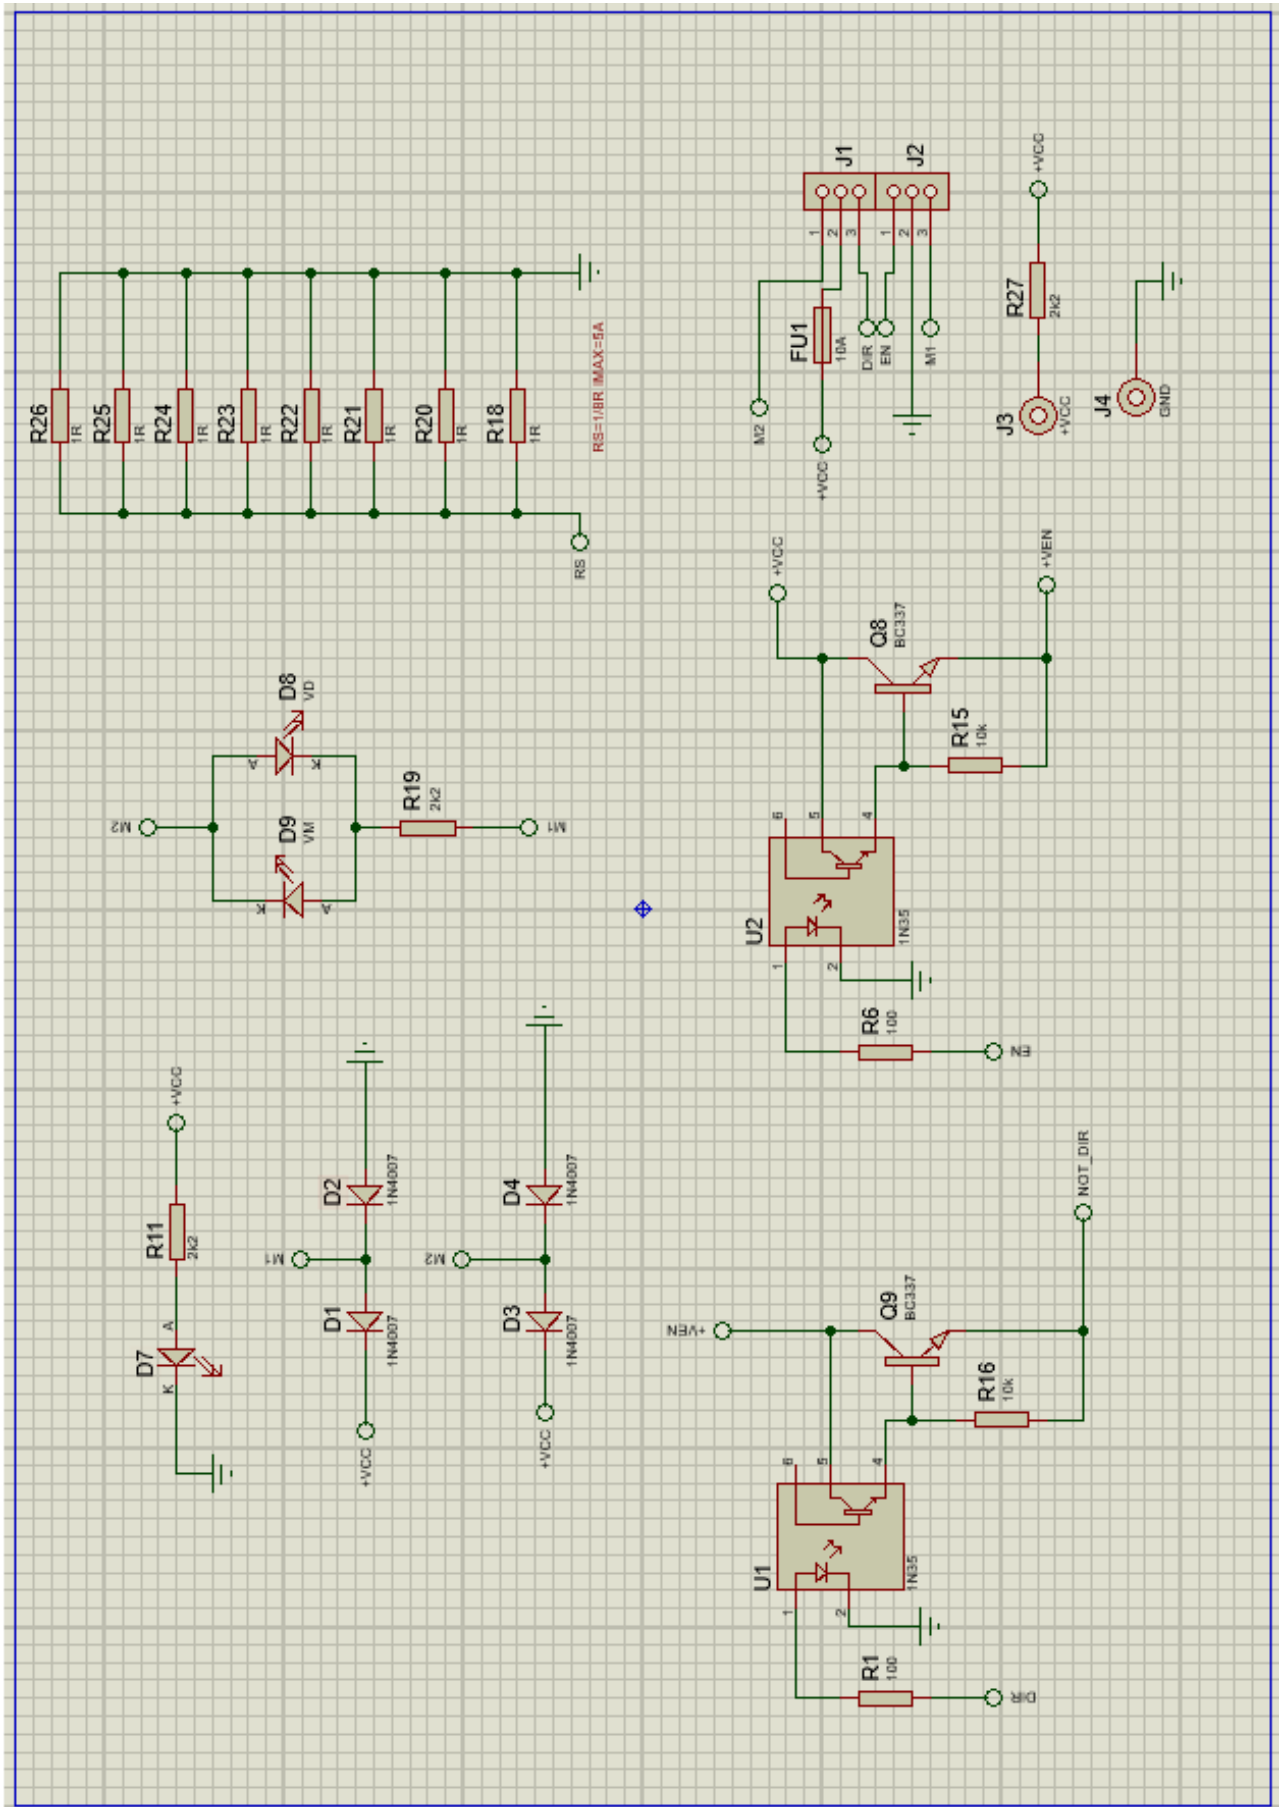 R26
1R
R25
1R
R24
1R
R23
1R
R22
1R
R21
1R
R20
1R
R18
1R
RS=1/8R IMAX=5A
RS
J1
J2
1
2
3
1
2
3
M2
FU1
10A
+VCC
DIR
EN
M1
+VCC
R27
2k2
J3
+VCC
J4
GND
M2
D8
VD
A
K
D9
VM
K
A
R19
2k2
M1
+VCC
Q8
BC337
+VEN
R15
10k
U2
1N35
6
5
4
1
2
R6
100
EN
+VCC
R11
2k2
D7
A
K
D2
1N4007
M1
D1
1N4007
+VCC
D4
1N4007
M2
D3
1N4007
+VCC
+VEN
Q9
BC337
NOT_DIR
R16
10k
U1
1N35
6
5
4
1
2
R1
100
DIR